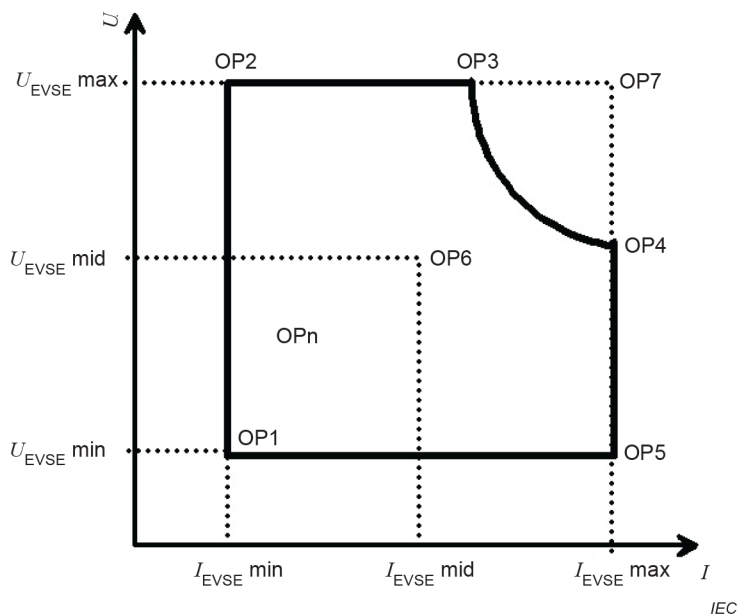 U
OP2
OP3
U_EVSE max
OP7
OP4
U_EVSE mid
OP6
OPn
OP1
U_EVSE min
OP5
I_EVSE min
I_EVSE mid
I_EVSE max
I
IEC